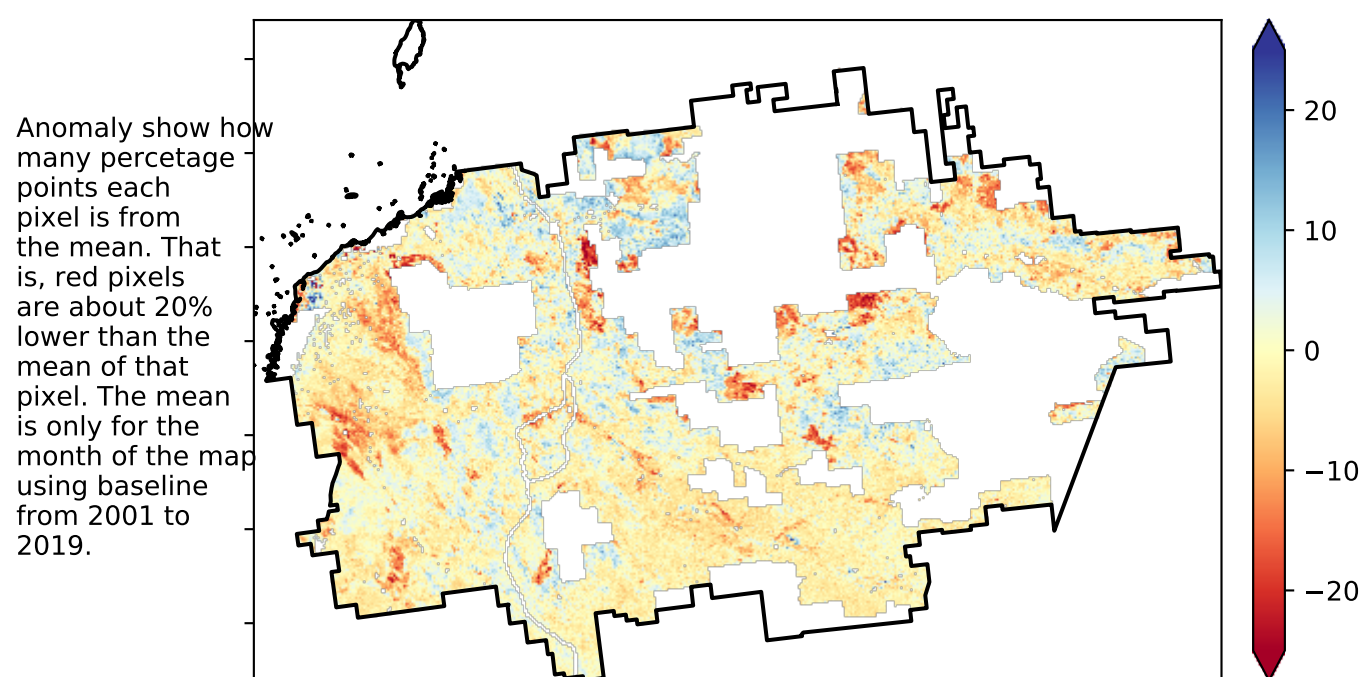 Anomaly show how
many percetage
points each
pixel is from
the mean. That
is, red pixels
are about 20%
lower than the
mean of that
pixel. The mean
is only for the
month of the map
using baseline
from 2001 to
2019.
20
10
0
−10
−20